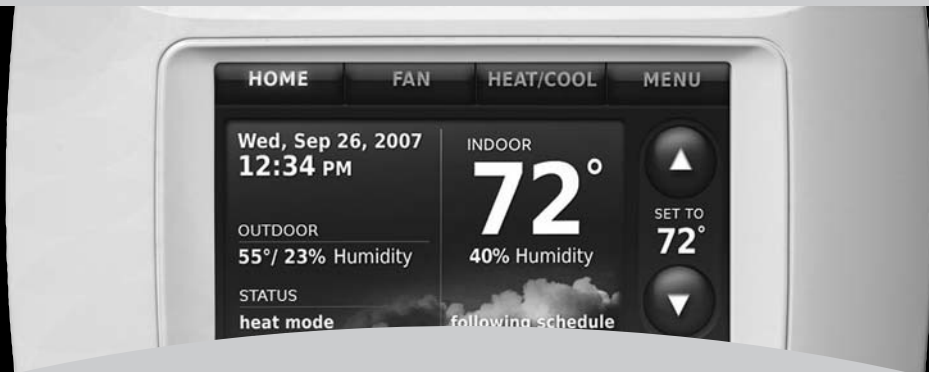 HOME FAN HEAT/COOL MENU
Wed, Sep 26, 2007
12:34 PM
OUTDOOR
55°/ 23% Humidity
STATUS
heat mode
INDOOR
72°
40% Humidity
following schedule
SET TO
72°